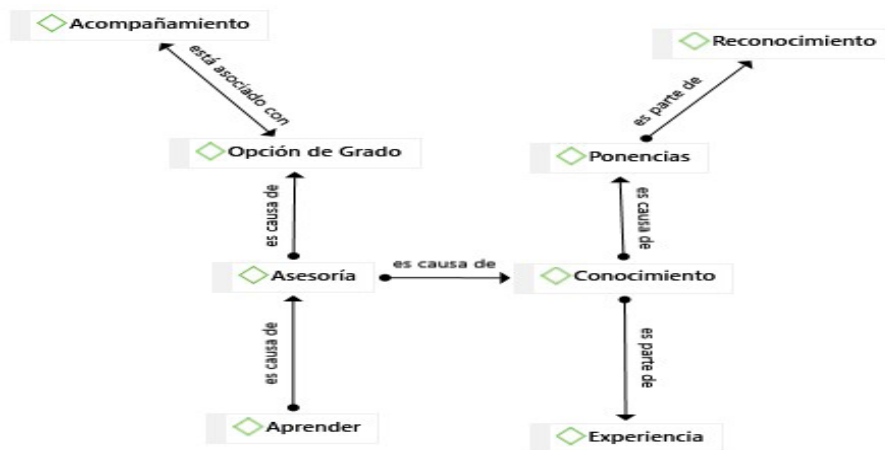 Acompañamiento
Reconocimiento
está asociado con
es parte de
Opción de Grado
Ponencias
es causa de
es causa de
Asesoría
es causa de
Conocimiento
es causa de
es parte de
Aprender
Experiencia